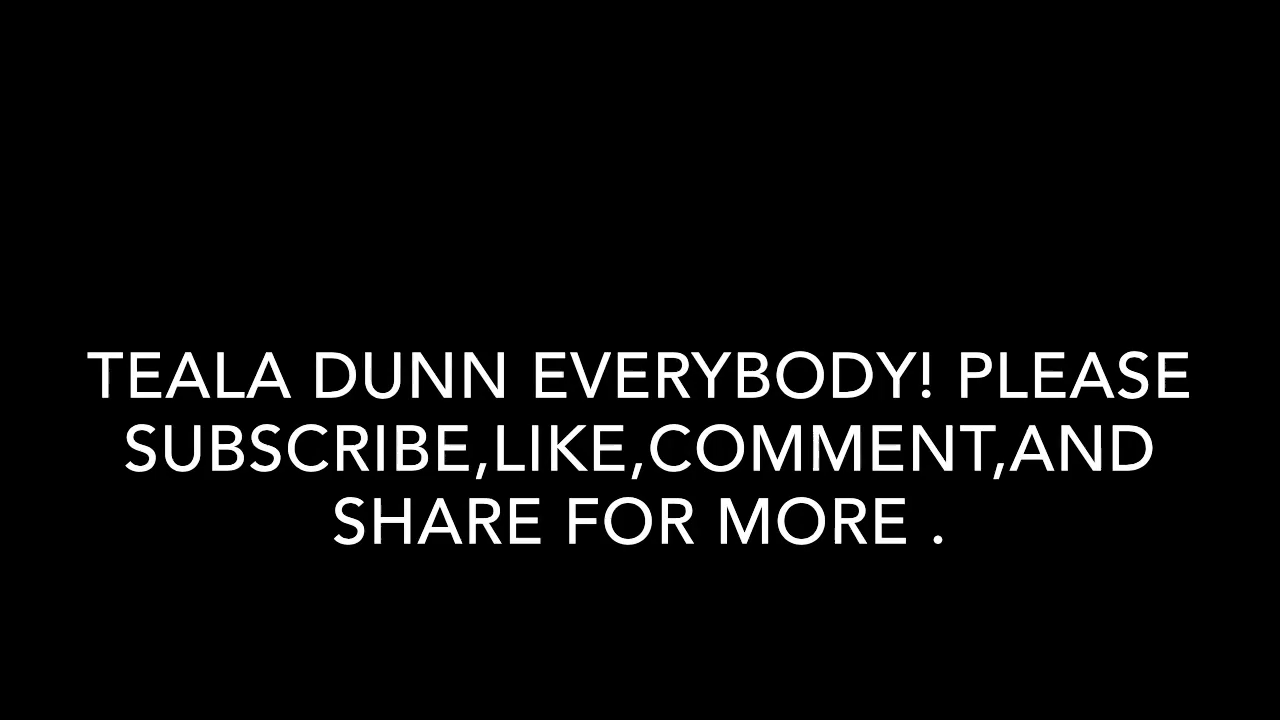 TEALA DUNN EVERYBODY! PLEASE
SUBSCRIBE,LIKE,COMMENT,AND
SHARE FOR MORE .